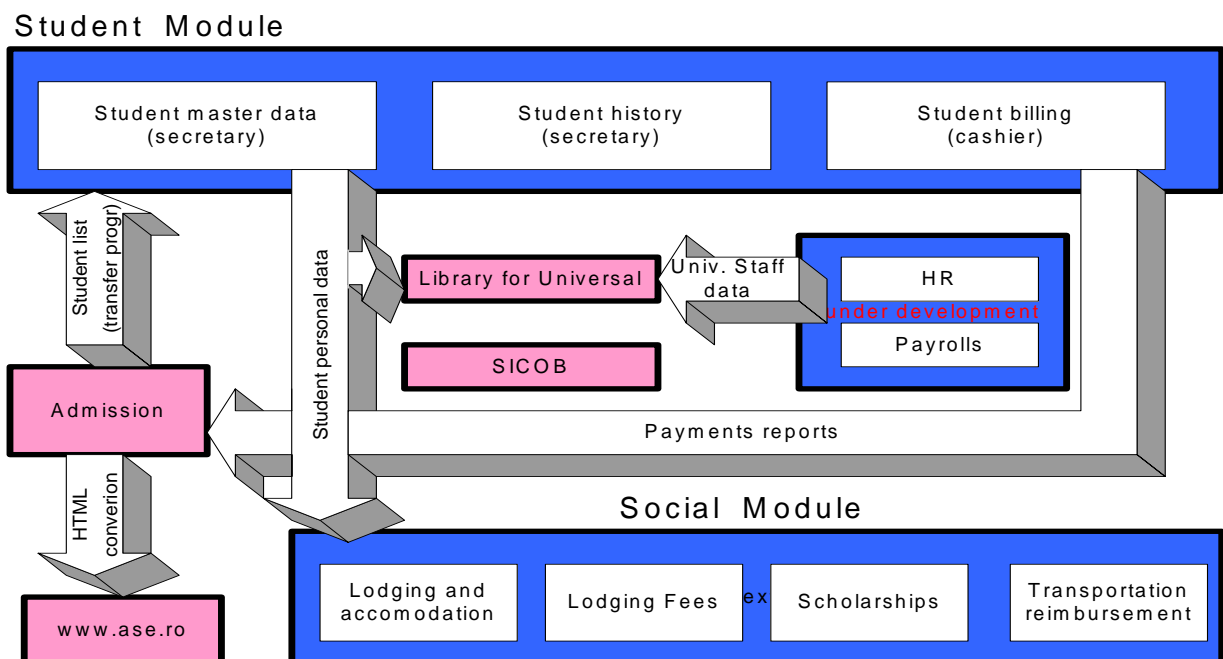 Student Module
Student master data
(secretary)
Student history
(secretary)
Student billing
(cashier)
Student list
(transfer progr)
Student personal data
Library for Universal
Univ. Staff
data
HR
under development
Payrolls
SICOB
Admission
Payments reports
HTML
converion
Social Module
www.ase.ro
Lodging and
accomodation
Lodging Fees
ex
Scholarships
Transportation
reimbursement